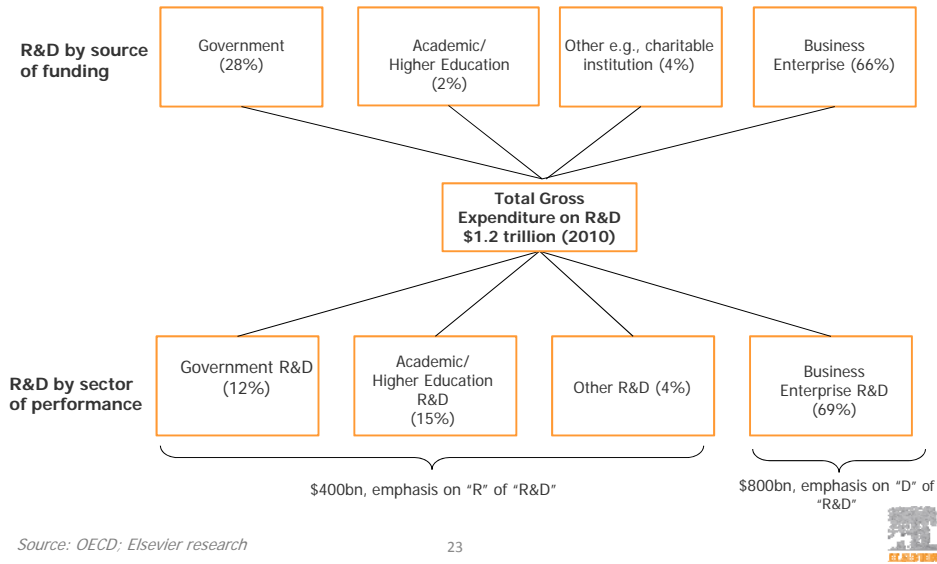 R&D by source
of funding
Government
(28%)
Academic/
Higher Education
(2%)
Other e.g., charitable
institution (4%)
Business
Enterprise (66%)
Total Gross
Expenditure on R&D
$1.2 trillion (2010)
R&D by sector
of performance
Government R&D
(12%)
Academic/
Higher Education
R&D
(15%)
Other R&D (4%)
Business
Enterprise R&D
(69%)
$400bn, emphasis on “R” of “R&D”
$800bn, emphasis on “D” of
“R&D”
Source: OECD; Elsevier research
23